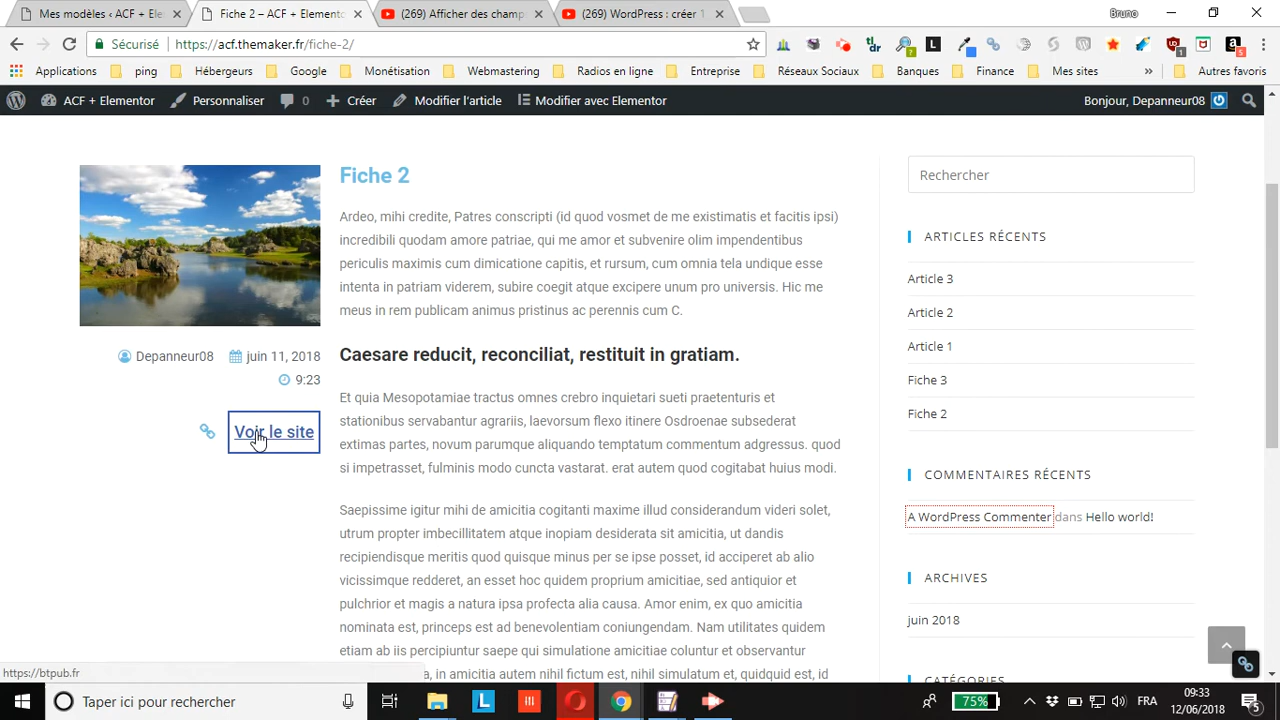 Mes modèles ‹ ACF + Ele
Fiche 2 – ACF + Elemento
(269) Afficher des champ
(269) WordPress : créer 1
Bruno
Sécurisé
https://acf.themaker.fr/fiche-2/
Applications
ping
Hébergeurs
Google
Monétisation
Webmastering
Radios en ligne
Entreprise
Réseaux Sociaux
Banques
Finance
Mes sites
»
Autres favoris
ACF + Elementor
Personnaliser
0
Créer
Modifier l'article
Modifier avec Elementor
Bonjour, Depanneur08
Depanneur08
juin 11, 2018
9:23
Voir le site
Fiche 2
Ardeo, mihi credite, Patres conscripti (id quod vosmet de me existimatis et facitis ipsi)
incredibili quodam amore patriae, qui me amor et subvenire olim impendentibus
periculis maximis cum dimicatione capitis, et rursum, cum omnia tela undique esse
intenta in patriam viderem, subire coegit atque excipere unum pro universis. Hic me
meus in rem publicam animus pristinus ac perennis cum C.
Caesare reducit, reconciliat, restituit in gratiam.
Et quia Mesopotamiae tractus omnes crebro inquietari sueti praetenturis et
stationibus servabantur agrariis, laevorsum flexo itinere Osdroenae subsederat
extimas partes, novum parumque aliquando temptatum commentum adgressus. quod
si impetrasset, fulminis modo cuncta vastarat. erat autem quod cogitabat huius modi.
Saepissime igitur mihi de amicitia cogitanti maxime illud considerandum videri solet,
utrum propter imbecillitatem atque inopiam desiderata sit amicitia, ut dandis
recipiendisque meritis quod quisque minus per se ipse posset, id acciperet ab alio
vicissimque redderet, an esset hoc quidem proprium amicitiae, sed antiquior et
pulchrior et magis a natura ipsa profecta alia causa. Amor enim, ex quo amicitia
nominata est, princeps est ad benevolentiam coniungendam. Nam utilitates quidem
etiam ab iis percipiuntur saepe qui simulatione amicitiae coluntur et observantur
temporis causa, in amicitia autem nihil fictum est, nihil simulatum et, quidquid est, id
Rechercher
ARTICLES RÉCENTS
Article 3
Article 2
Article 1
Fiche 3
Fiche 2
COMMENTAIRES RÉCENTS
A WordPress Commenter dans Hello world!
ARCHIVES
juin 2018
CATÉGORIES
https://btpub.fr
Taper ici pour rechercher
75%
FRA
09:33
12/06/2018
5